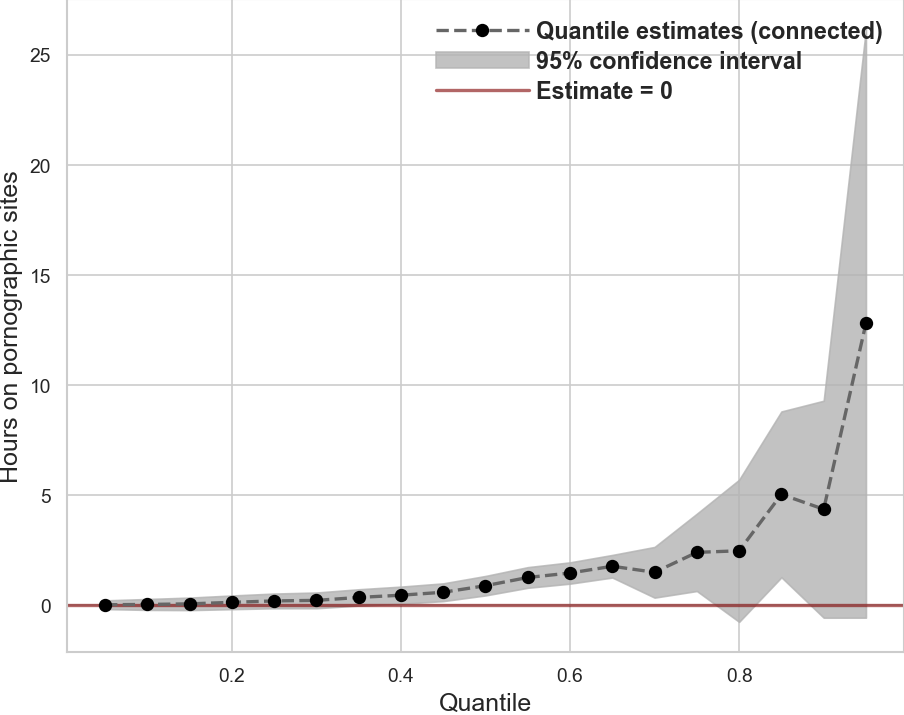 Quantile estimates (connected)
95% confidence interval
Estimate = 0
Hours on pornographic sites
25
20
15
10
5
0
0.2 0.4 0.6 0.8
Quantile